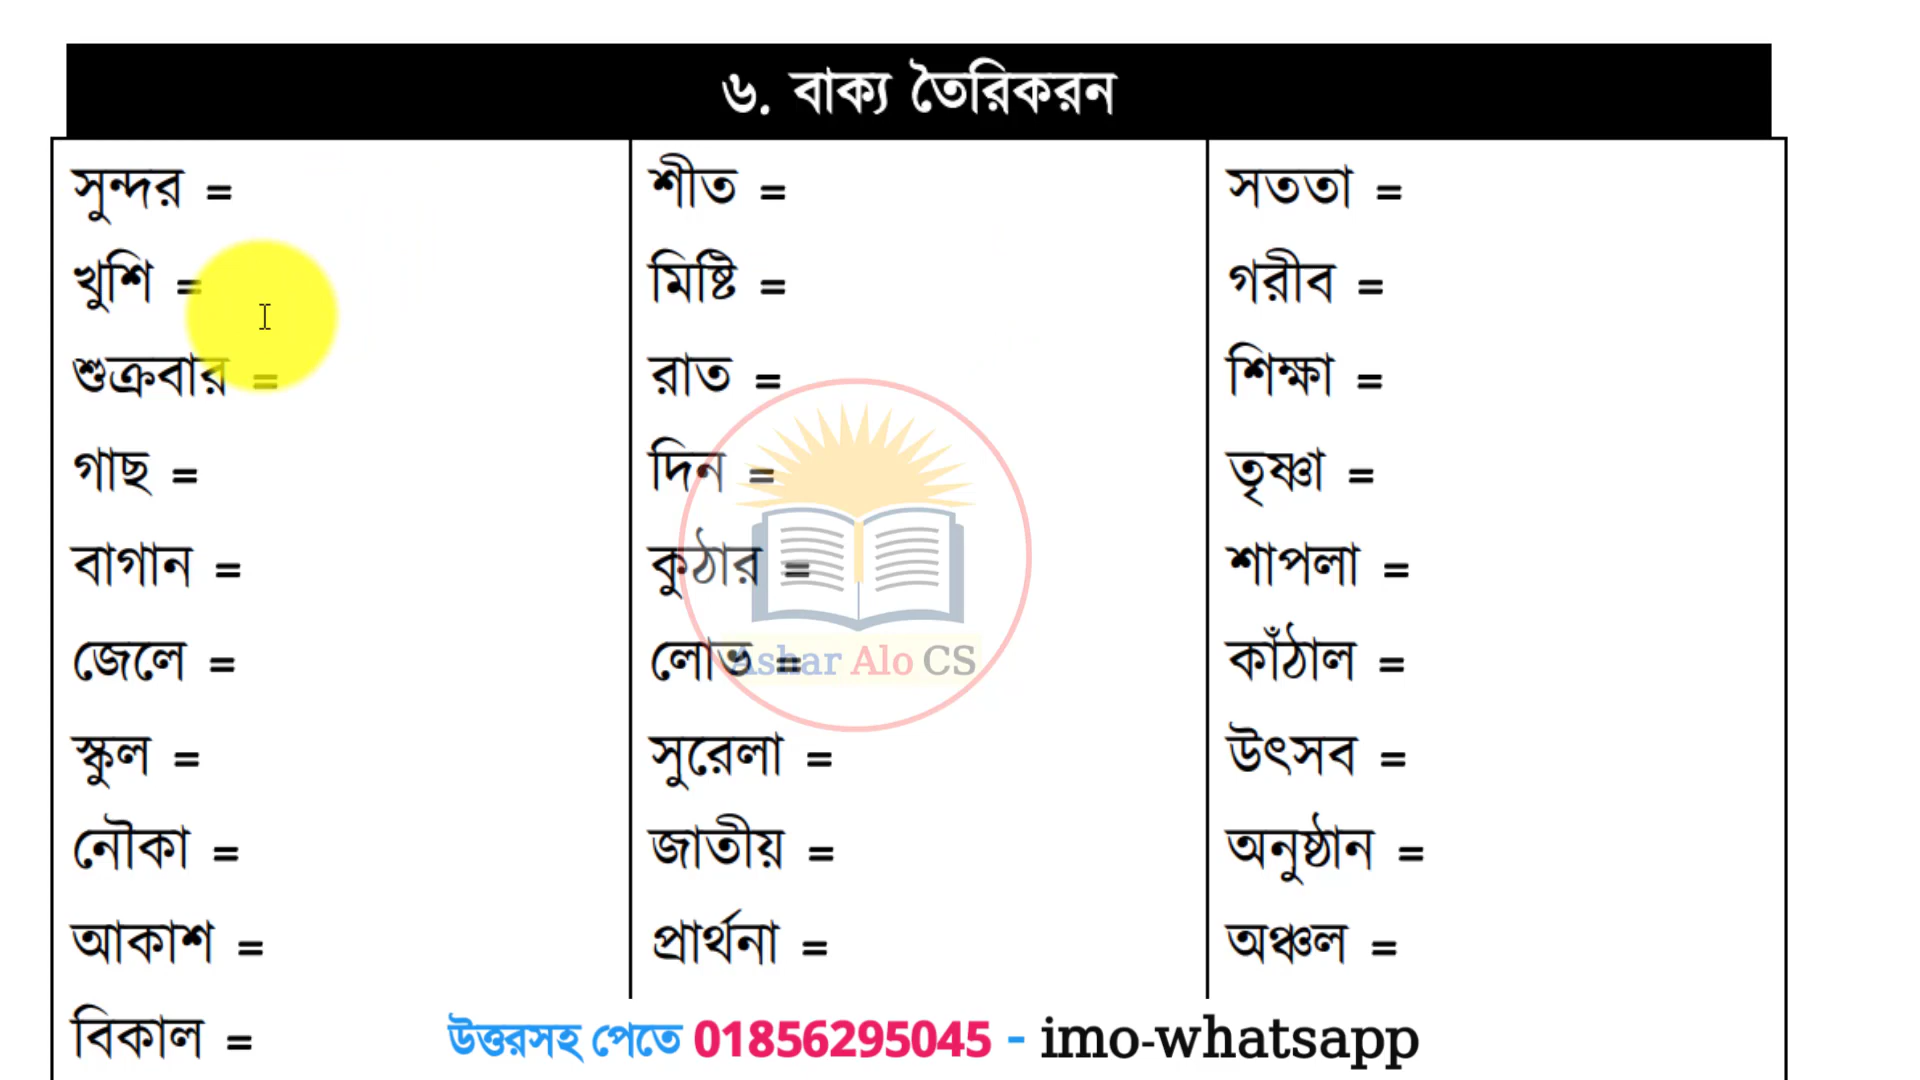 ৬. বাক্য তৈরিকরন
সুন্দর =
খুশি =
শুক্রবার =
গাছ =
বাগান =
জেলে =
স্কুল =
নৌকা =
আকাশ =
বিকাল =
শীত =
মিষ্টি =
রাত =
দিন =
কুঠার =
লোভ =
সুরেলা =
জাতীয় =
প্রার্থনা =
সততা =
গরীব =
শিক্ষা =
তৃষ্ণা =
শাপলা =
কাঁঠাল =
উৎসব =
অনুষ্ঠান =
অঞ্চল =
Ashar Alo CS
উত্তরসহ পেতে 01856295045 - imo-whatsapp